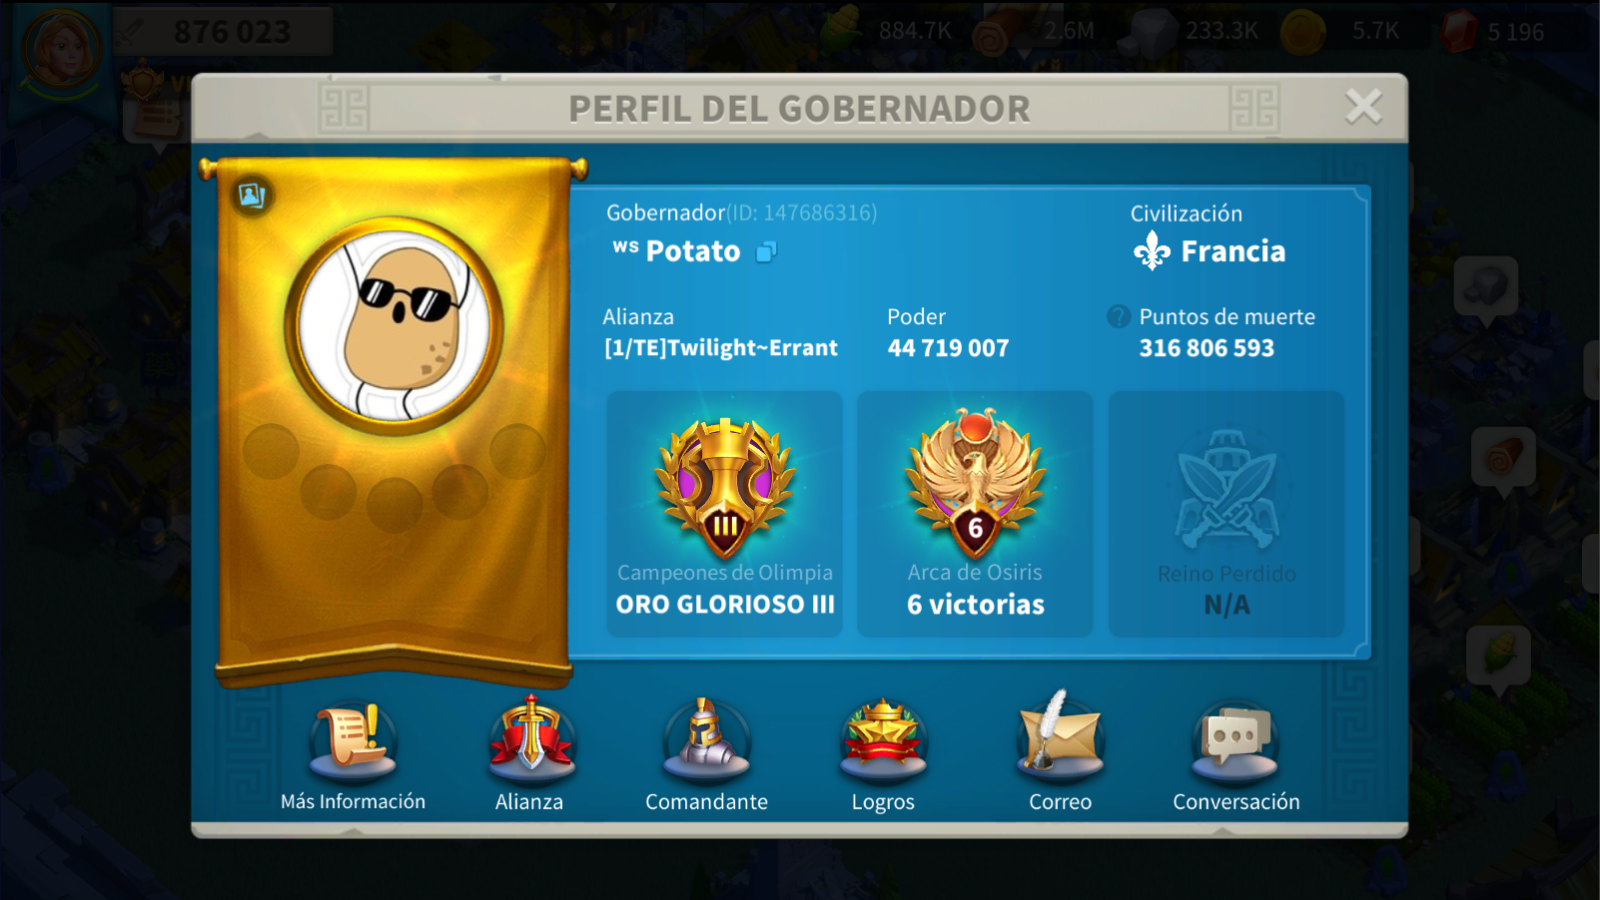 876 023
884.7K
2.6M
233.3K
5.7K
5 196
PERFIL DEL GOBERNADOR
Gobernador(ID: 147686316)
ᵂˢ Potato
Civilización
Francia
Alianza
[1/TE]Twilight~Errant
Poder
44 719 007
? Puntos de muerte
316 806 593
III
Campeones de Olimpia
ORO GLORIOSO III
6
Arca de Osiris
6 victorias
Reino Perdido
N/A
Más Información
Alianza
Comandante
Logros
Correo
Conversación